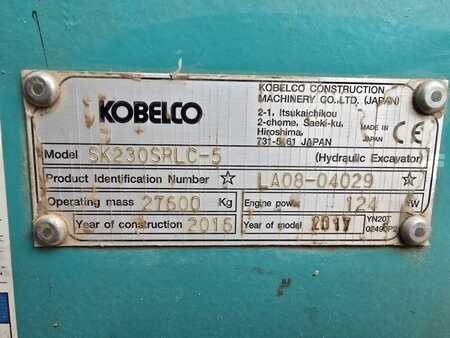 KOBELCO
KOBELCO CONSTRUCTION
MACHINERY CO.,LTD. (JAPAN)
2-1, Itsukaichikou
2-chome, Saeki-ku,
Hiroshima,
731-5161 JAPAN
MADE IN
JAPAN
CE
Model SK230SRLC-5 (Hydraulic Excavator)
Product Identification Number ☆ LA08-04029 ☆
Operating mass 27600 Kg Engine power 124 kW
Year of construction 2016 Year of model 2017 YN20T